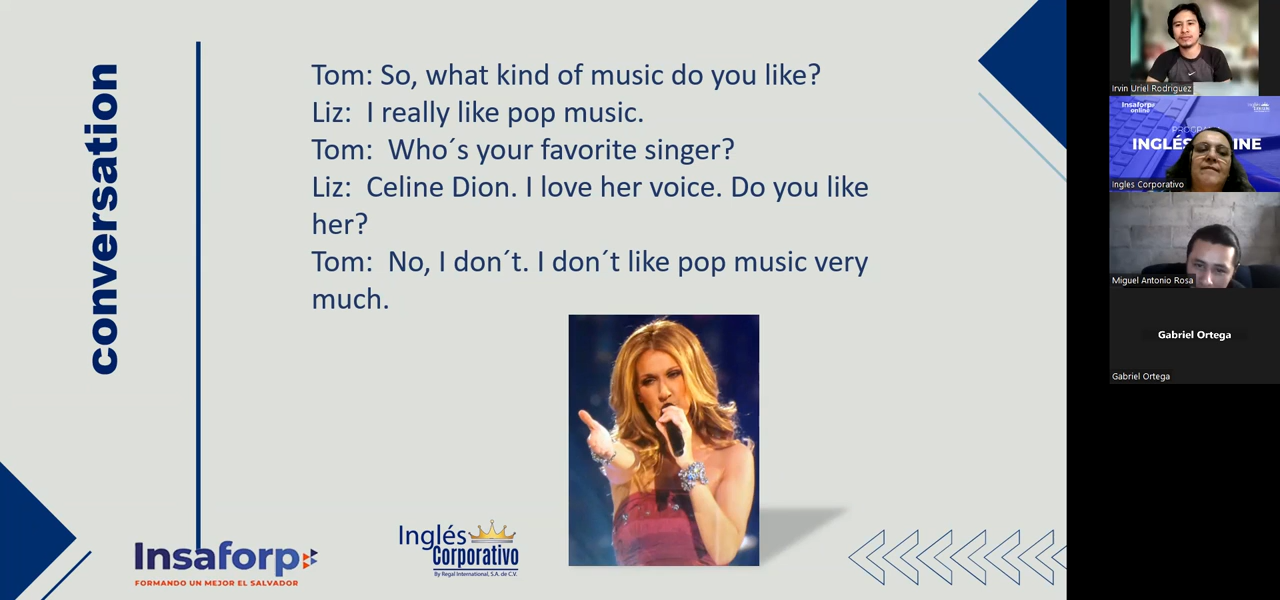 conversation
Tom: So, what kind of music do you like?
Liz:  I really like pop music.
Tom:  Who´s your favorite singer?
Liz:  Celine Dion. I love her voice. Do you like
her?
Tom:  No, I don´t. I don´t like pop music very
much.
Insaforp
FORMANDO UN MEJOR EL SALVADOR
Inglés
Corporativo
By Regal International, S.A. de C.V.
Irvin Uriel Rodriguez
Insaforp
online
INGLÉS
INE
Ingles Corporativo
Miguel Antonio Rosa
Gabriel Ortega
Gabriel Ortega